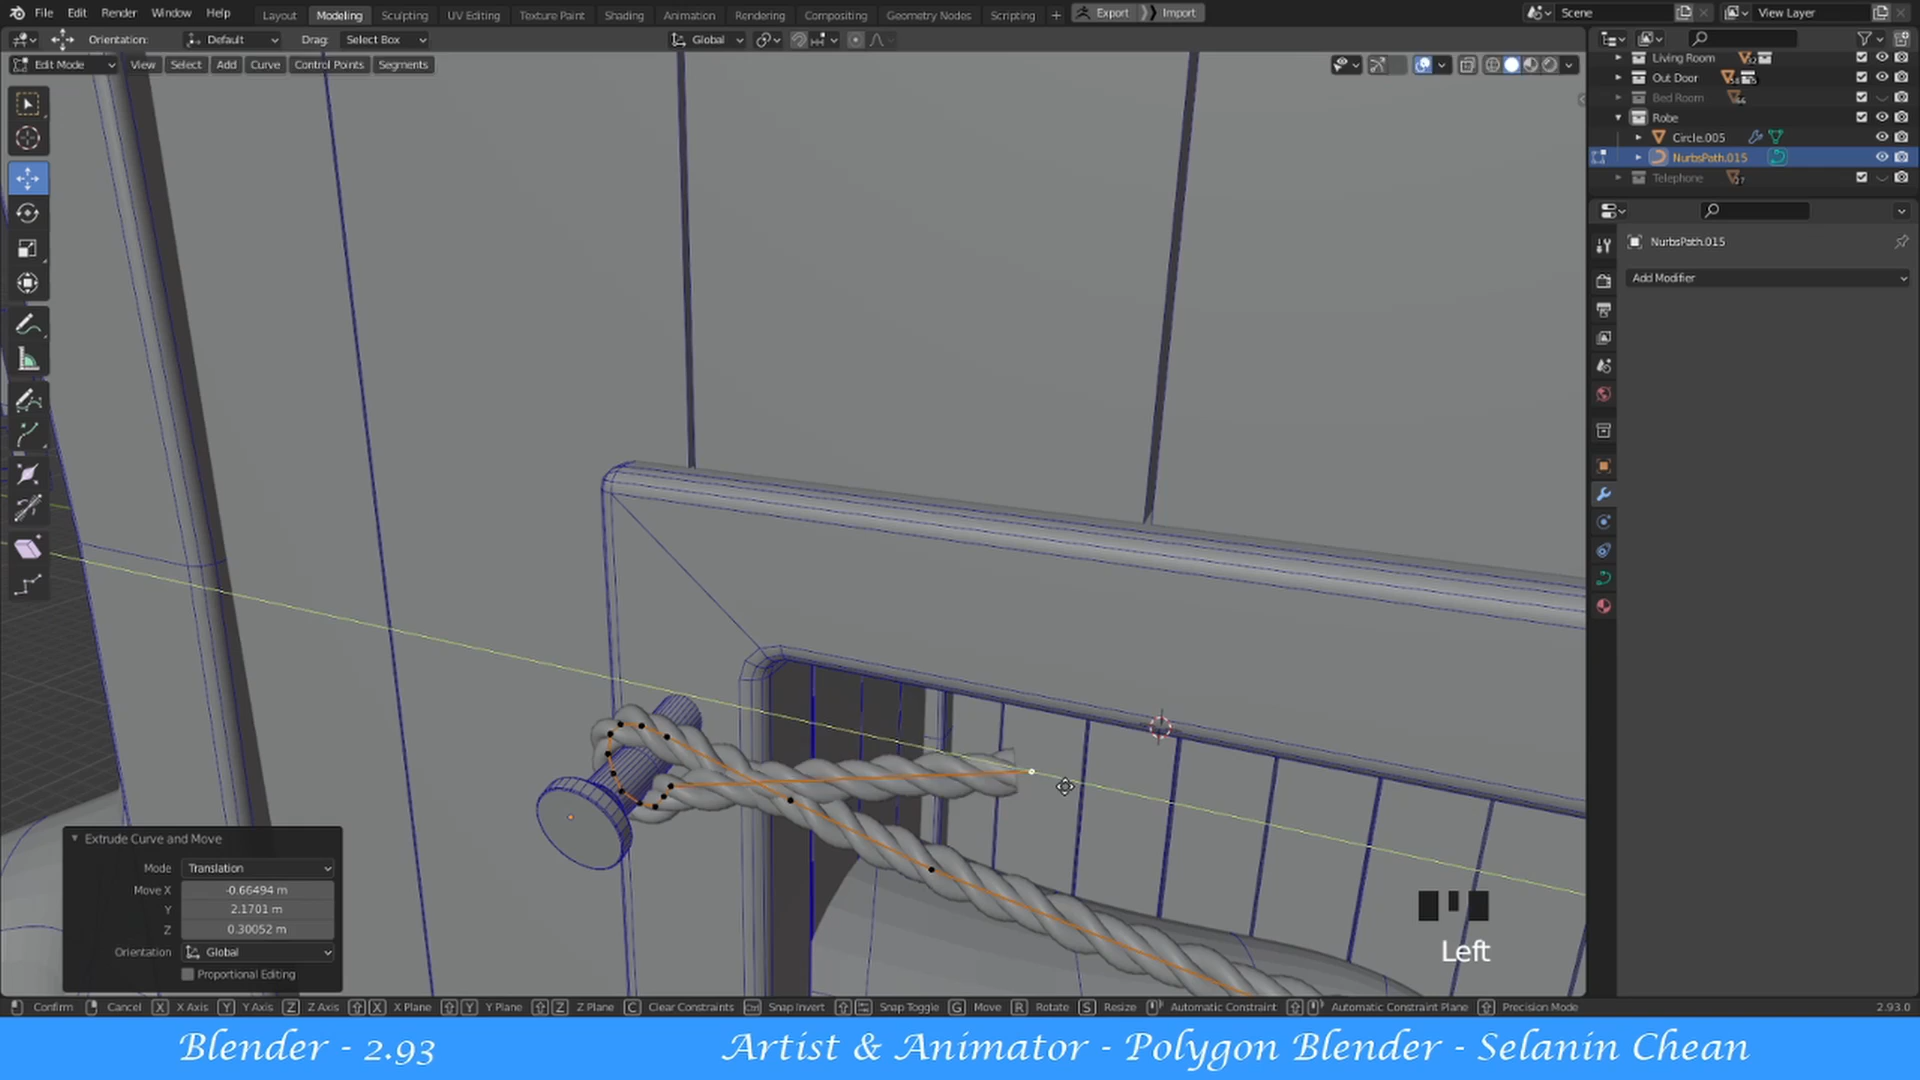 File Edit Render Window Help Layout Modeling Sculpting UV Editing Texture Paint Shading Animation Rendering Compositing Geometry Nodes Scripting + Export Import Scene View Layer
Orientation: Default Drag: Select Box Global
Edit Mode View Select Add Curve Control Points Segments
Living Room
Out Door
Bed Room
Robe
Circle.005
NurbsPath.015
Telephone
NurbsPath.015
Add Modifier
Extrude Curve and Move
Mode Translation
Move X -0.66494 m
Y 2.1701 m
Z 0.30052 m
Orientation Global
Proportional Editing
Left
Confirm Cancel X X Axis Y Y Axis Z Z Axis X X Plane Y Y Plane Z Z Plane C Clear Constraints Snap Invert Snap Toggle G Move R Rotate S Resize Automatic Constraint Automatic Constraint Plane Precision Mode 2.93.0
Blender - 2.93 Artist & Animator - Polygon Blender - Selanin Chean